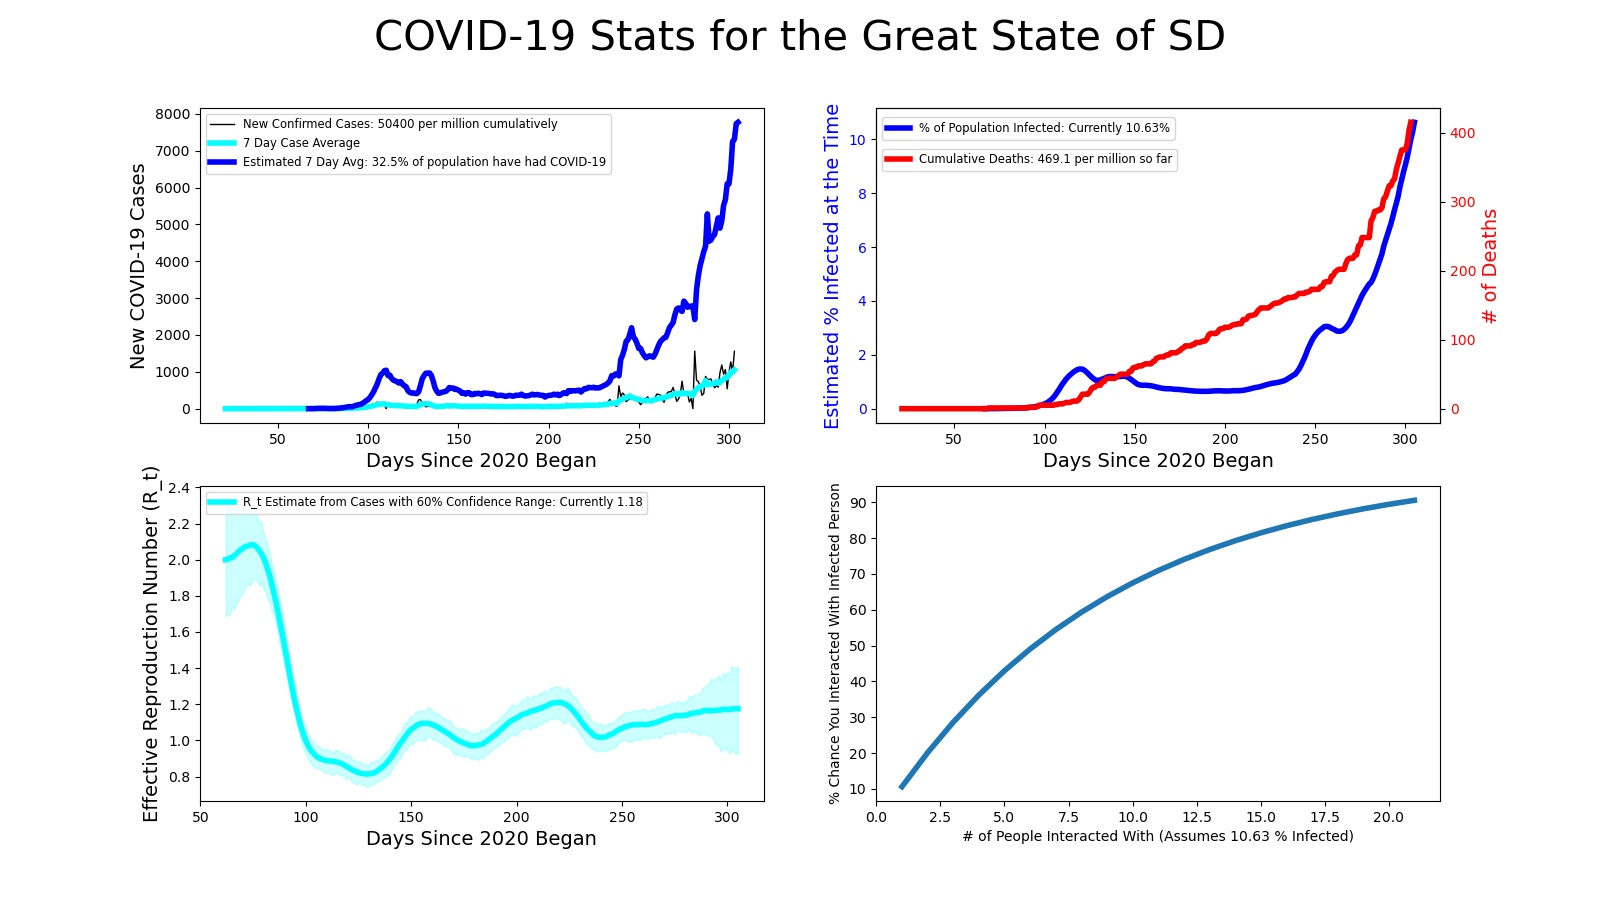 COVID-19 Stats for the Great State of SD
New COVID-19 Cases
8000
7000
6000
5000
4000
3000
2000
1000
0
New Confirmed Cases: 50400 per million cumulatively
7 Day Case Average
Estimated 7 Day Avg: 32.5% of population have had COVID-19
50 100 150 200 250 300
Days Since 2020 Began
Estimated % Infected at the Time
10
8
6
4
2
0
% of Population Infected: Currently 10.63%
Cumulative Deaths: 469.1 per million so far
400
300
200
100
0
# of Deaths
50 100 150 200 250 300
Days Since 2020 Began
Effective Reproduction Number (R_t)
2.4
2.2
2.0
1.8
1.6
1.4
1.2
1.0
0.8
R_t Estimate from Cases with 60% Confidence Range: Currently 1.18
50 100 150 200 250 300
Days Since 2020 Began
% Chance You Interacted With Infected Person
90
80
70
60
50
40
30
20
10
0.0 2.5 5.0 7.5 10.0 12.5 15.0 17.5 20.0
# of People Interacted With (Assumes 10.63 % Infected)